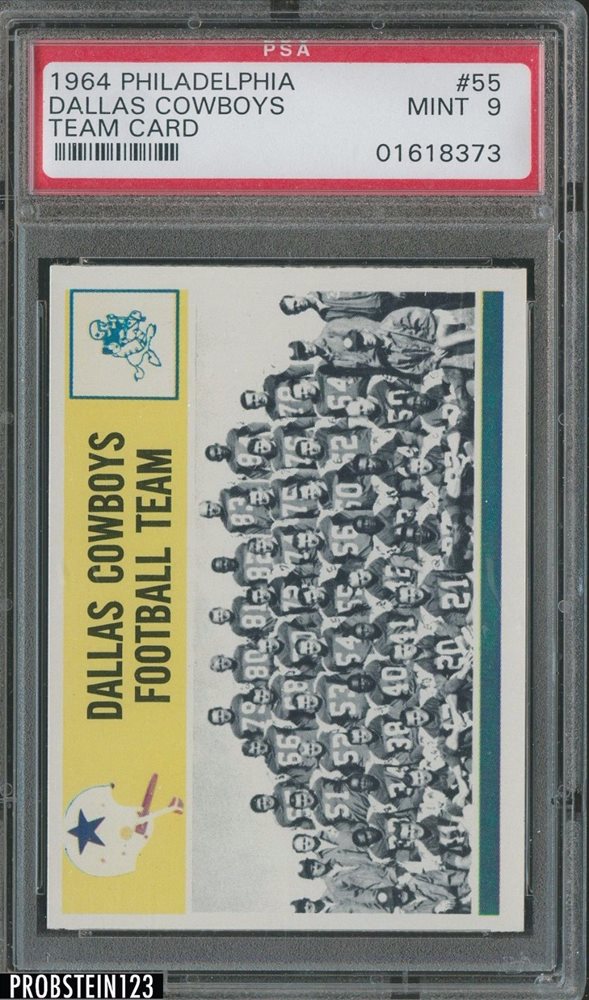 PSA
1964 PHILADELPHIA #55
DALLAS COWBOYS MINT 9
TEAM CARD
01618373
DALLAS COWBOYS
FOOTBALL TEAM
PROBSTEIN123